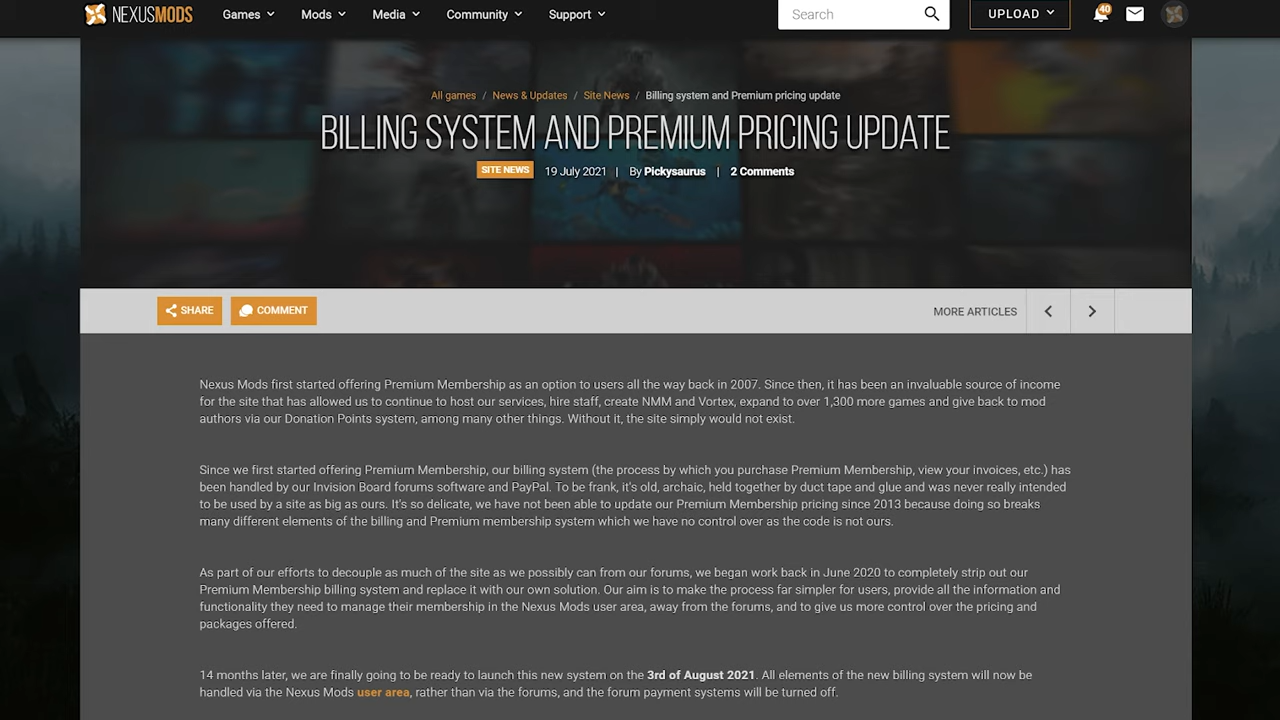 NEXUSMODS Games Mods Media Community Support Search UPLOAD 40
All games / News & Updates / Site News / Billing system and Premium pricing update
BILLING SYSTEM AND PREMIUM PRICING UPDATE
SITE NEWS 19 July 2021 | By Pickysaurus | 2 Comments
SHARE COMMENT MORE ARTICLES
Nexus Mods first started offering Premium Membership as an option to users all the way back in 2007. Since then, it has been an invaluable source of income
for the site that has allowed us to continue to host our services, hire staff, create NMM and Vortex, expand to over 1,300 more games and give back to mod
authors via our Donation Points system, among many other things. Without it, the site simply would not exist.
Since we first started offering Premium Membership, our billing system (the process by which you purchase Premium Membership, view your invoices, etc.) has
been handled by our Invision Board forums software and PayPal. To be frank, it's old, archaic, held together by duct tape and glue and was never really intended
to be used by a site as big as ours. It's so delicate, we have not been able to update our Premium Membership pricing since 2013 because doing so breaks
many different elements of the billing and Premium membership system which we have no control over as the code is not ours.
As part of our efforts to decouple as much of the site as we possibly can from our forums, we began work back in June 2020 to completely strip out our
Premium Membership billing system and replace it with our own solution. Our aim is to make the process far simpler for users, provide all the information and
functionality they need to manage their membership in the Nexus Mods user area, away from the forums, and to give us more control over the pricing and
packages offered.
14 months later, we are finally going to be ready to launch this new system on the 3rd of August 2021. All elements of the new billing system will now be
handled via the Nexus Mods user area, rather than via the forums, and the forum payment systems will be turned off.